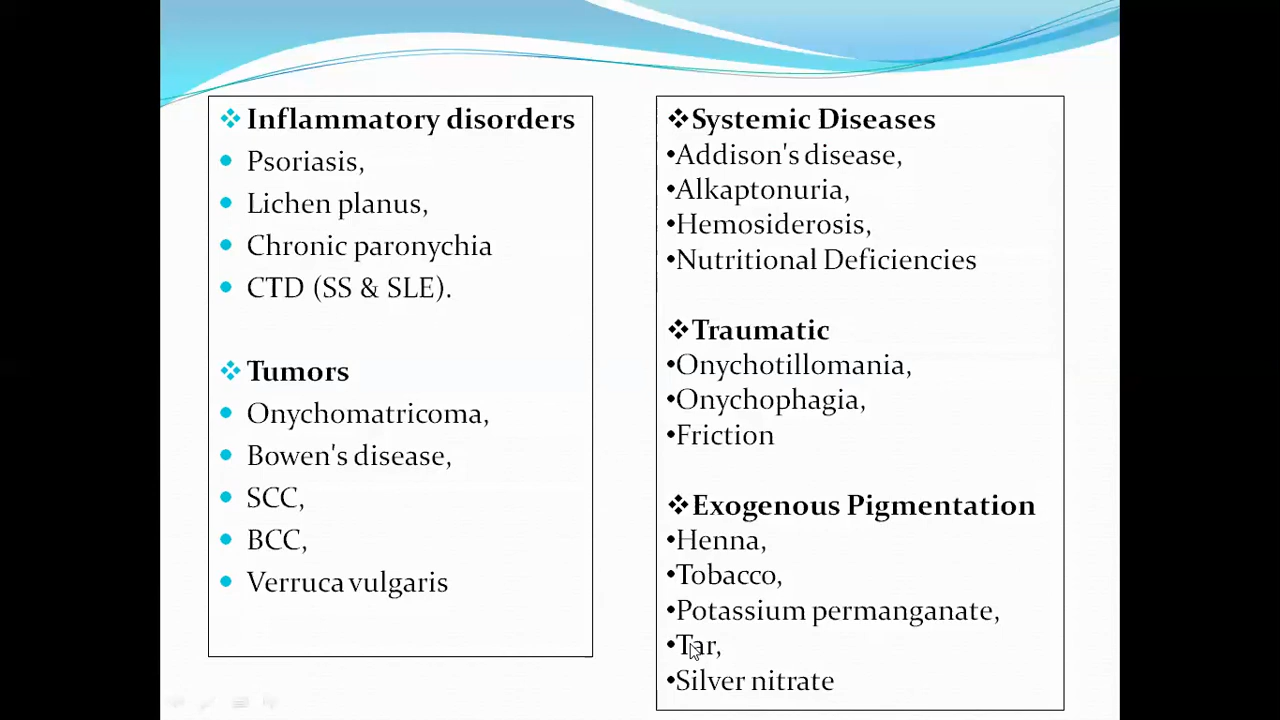 ❖ Inflammatory disorders
• Psoriasis,
• Lichen planus,
• Chronic paronychia
• CTD (SS & SLE).
❖ Tumors
• Onychomatricoma,
• Bowen's disease,
• SCC,
• BCC,
• Verruca vulgaris
❖Systemic Diseases
•Addison's disease,
•Alkaptonuria,
•Hemosiderosis,
•Nutritional Deficiencies
❖Traumatic
•Onychotillomania,
•Onychophagia,
•Friction
❖Exogenous Pigmentation
•Henna,
•Tobacco,
•Potassium permanganate,
•Tar,
•Silver nitrate